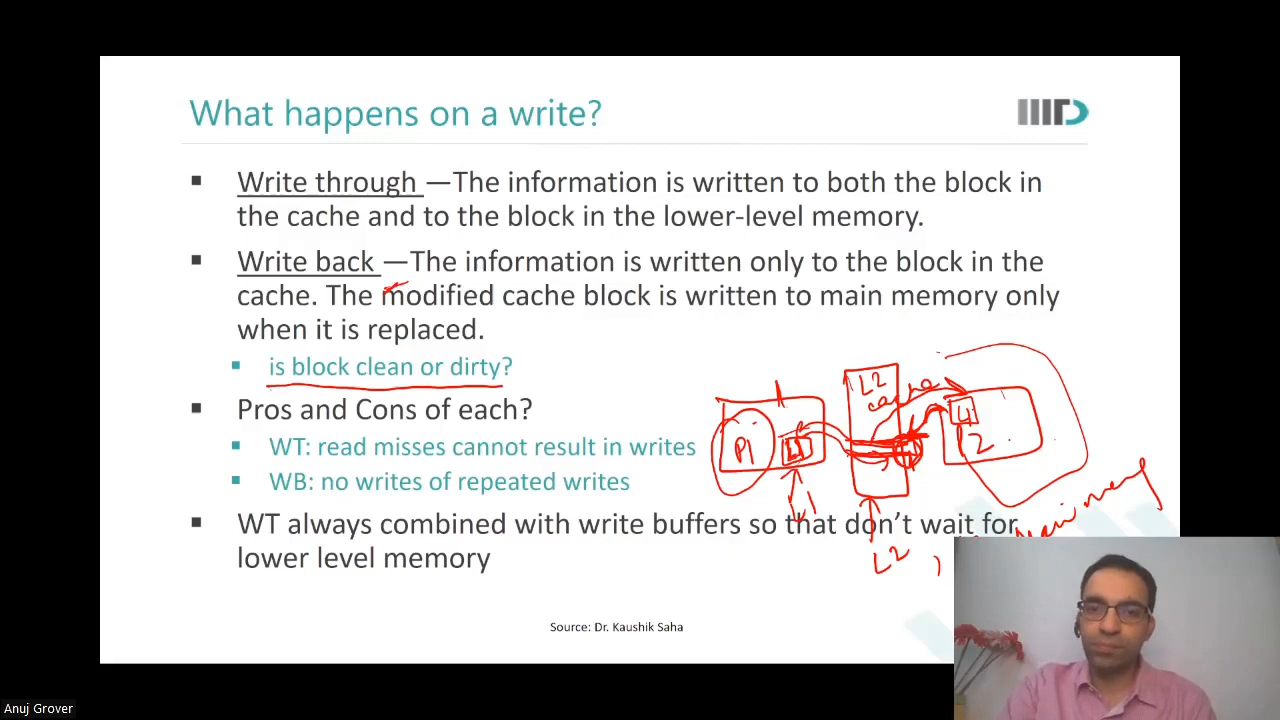 What happens on a write?
▪ Write through —The information is written to both the block in
the cache and to the block in the lower-level memory.
▪ Write back —The information is written only to the block in the
cache. The modified cache block is written to main memory only
when it is replaced.
▪ is block clean or dirty?
▪ Pros and Cons of each?
▪ WT: read misses cannot result in writes
▪ WB: no writes of repeated writes
▪ WT always combined with write buffers so that don’t wait for
lower level memory
L2
cache
P1
L1
L1
L2
L1
L2
Source: Dr. Kaushik Saha
Anuj Grover